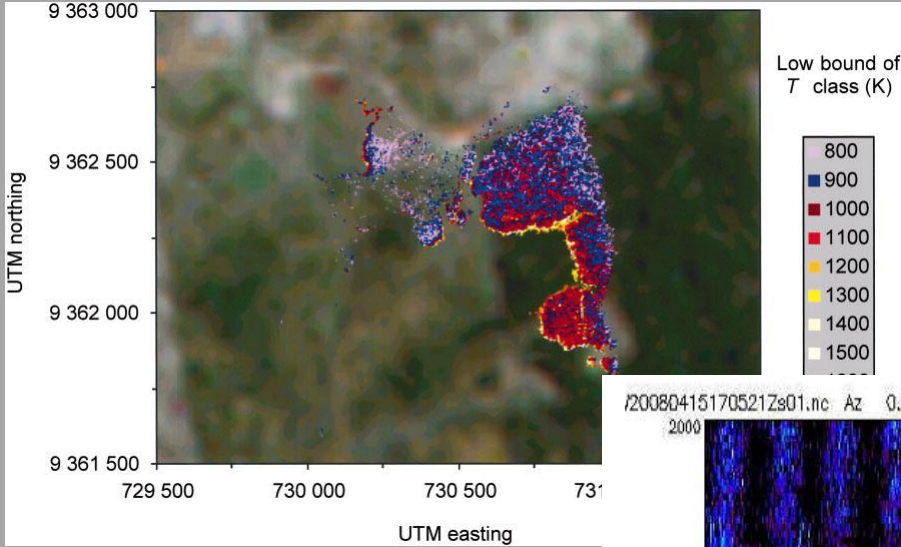 9 363 000
9 362 500
9 362 000
9 361 500
UTM northing
729 500
730 000
730 500
731
UTM easting
Low bound of
T class (K)
800
900
1000
1100
1200
1300
1400
1500
/20080415170521Zs01.nc Az 0.
2000